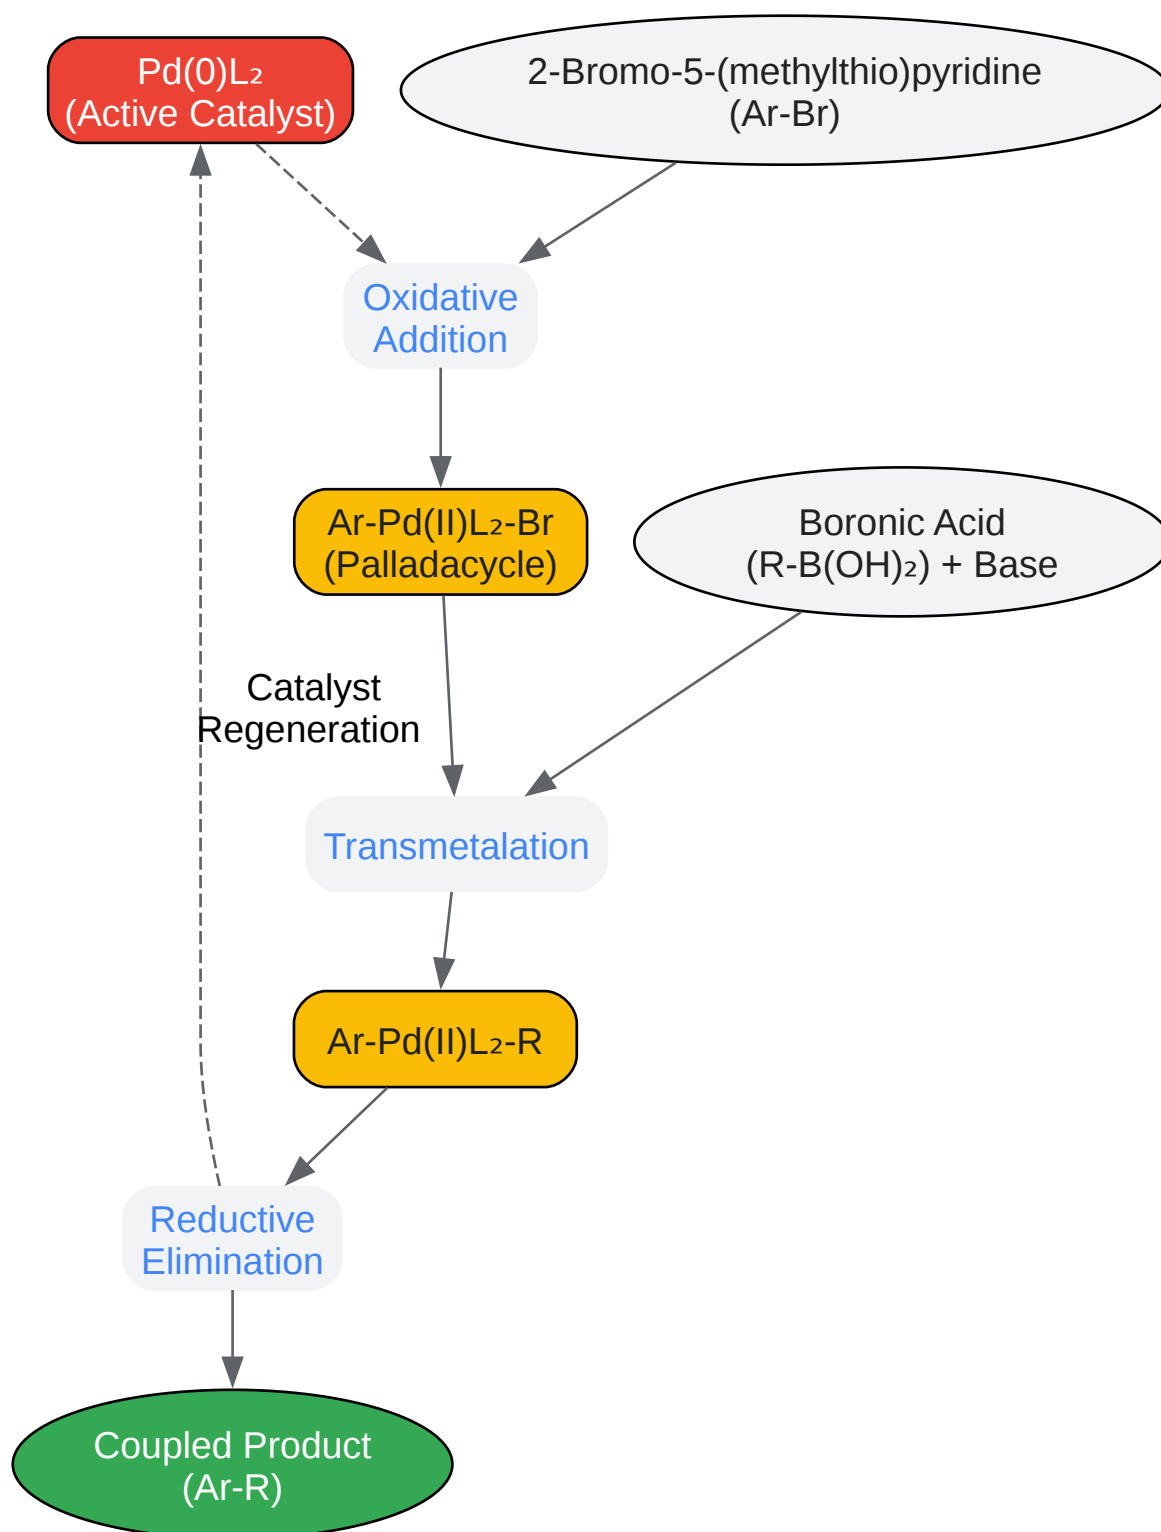 Pd(0)L₂
(Active Catalyst)
2-Bromo-5-(methylthio)pyridine
(Ar-Br)
Oxidative
Addition
Ar-Pd(II)L₂-Br
(Palladacycle)
Boronic Acid
(R-B(OH)₂) + Base
Catalyst
Regeneration
Transmetalation
Ar-Pd(II)L₂-R
Reductive
Elimination
Coupled Product
(Ar-R)